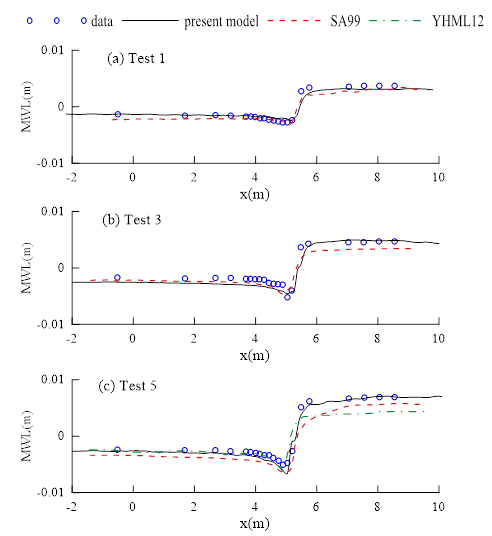 data present model SA99 YHML12
(a) Test 1
0.01
0
-0.01
MWL(m)
-2 0 2 4 6 8 10
x(m)
(b) Test 3
0.01
0
-0.01
MWL(m)
-2 0 2 4 6 8 10
x(m)
(c) Test 5
0.01
0
-0.01
MWL(m)
-2 0 2 4 6 8 10
x(m)